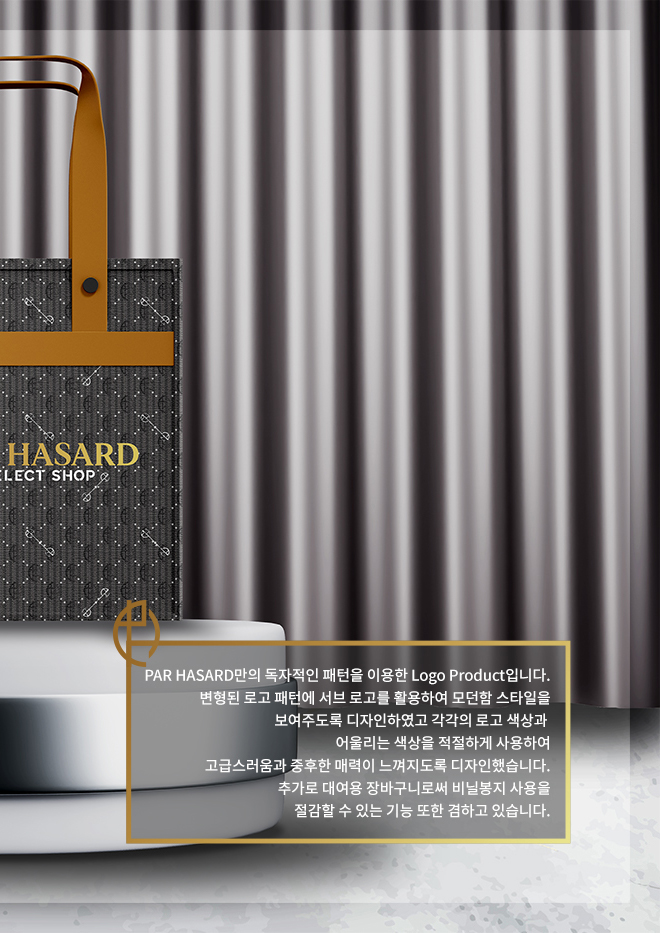 HASARD
ELECT SHOP
PAR HASARD만의 독자적인 패턴을 이용한 Logo Product입니다.
변형된 로고 패턴에 서브 로고를 활용하여 모던함 스타일을
보여주도록 디자인하였고 각각의 로고 색상과
어울리는 색상을 적절하게 사용하여
고급스러움과 중후한 매력이 느껴지도록 디자인했습니다.
추가로 대여용 장바구니로써 비닐봉지 사용을
절감할 수 있는 기능 또한 겸하고 있습니다.